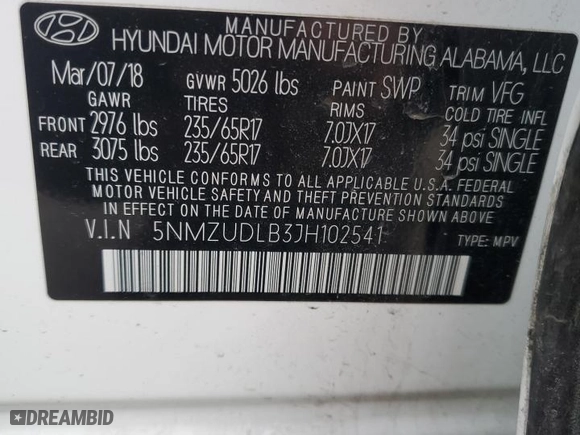 MANUFACTURED BY
HYUNDAI MOTOR MANUFACTURING ALABAMA, LLC
Mar/07/18 GVWR 5026 lbs PAINT SWP TRIM VFG
GAWR TIRES RIMS COLD TIRE INFL
FRONT 2976 lbs 235/65R17 7.0JX17 34 psi SINGLE
REAR 3075 lbs 235/65R17 7.0JX17 34 psi SINGLE
THIS VEHICLE CONFORMS TO ALL APPLICABLE U.S.A. FEDERAL
MOTOR VEHICLE SAFETY AND THEFT PREVENTION STANDARDS
IN EFFECT ON THE DATE OF MANUFACTURE SHOWN ABOVE.
V.I.N 5NMZUDLB3JH102541 TYPE: MPV
DREAMBID